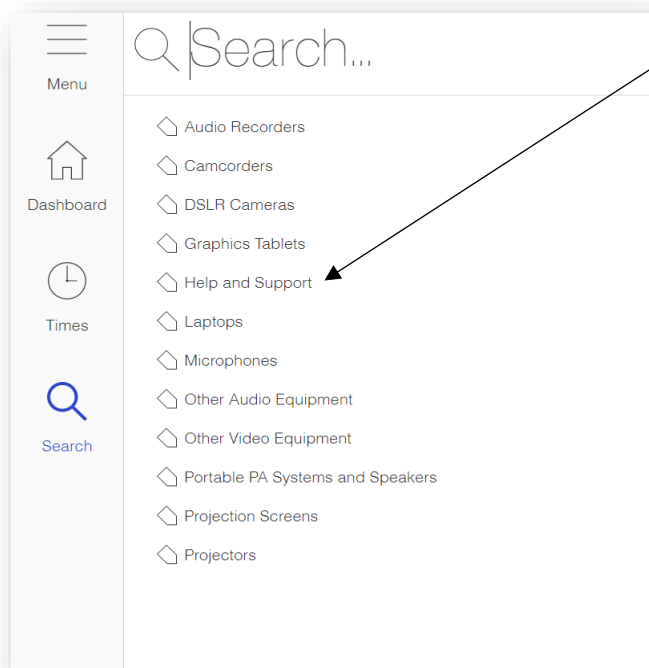 Menu
Dashboard
Times
Search
Search...
Audio Recorders
Camcorders
DSLR Cameras
Graphics Tablets
Help and Support
Laptops
Microphones
Other Audio Equipment
Other Video Equipment
Portable PA Systems and Speakers
Projection Screens
Projectors